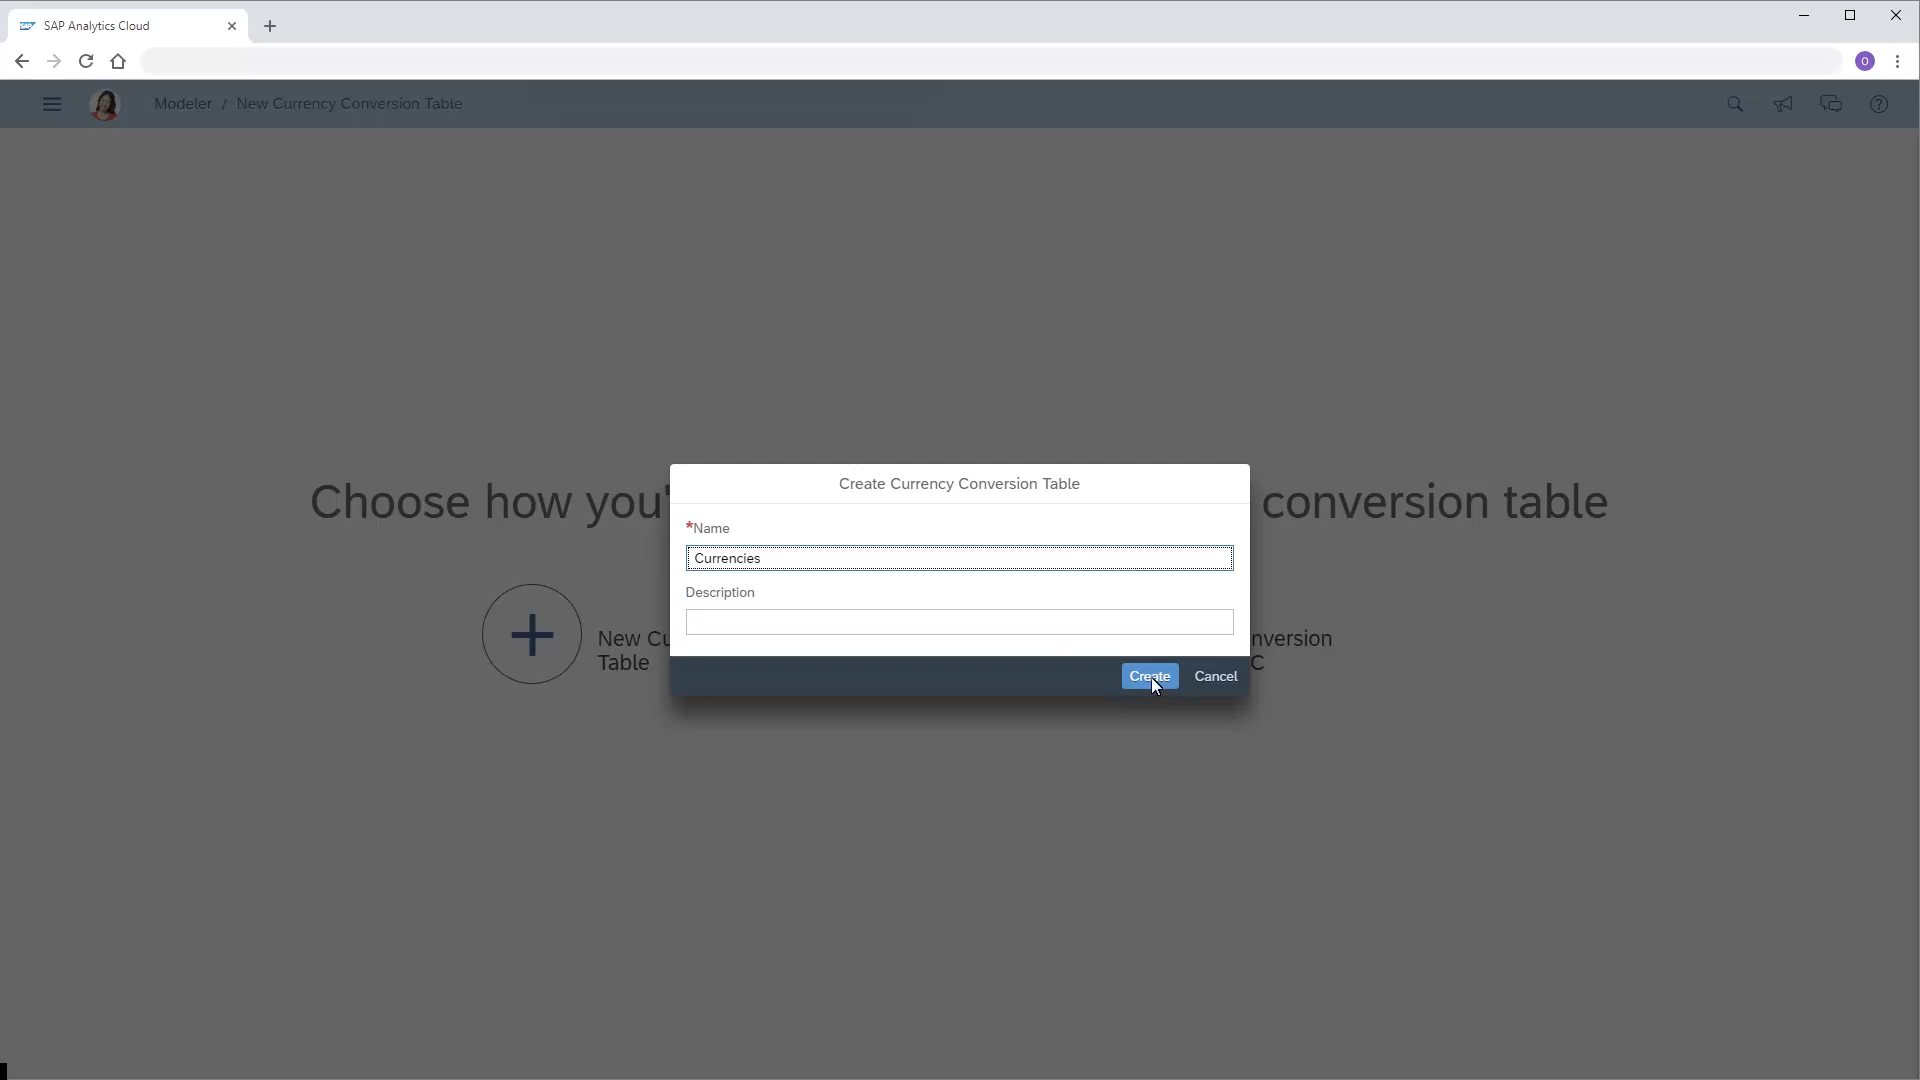 SAP Analytics Cloud
O
Modeler / New Currency Conversion Table
Choose how you' conversion table
Create Currency Conversion Table
*Name
Currencies
Description
New Cu nversion
Table C
Create Cancel